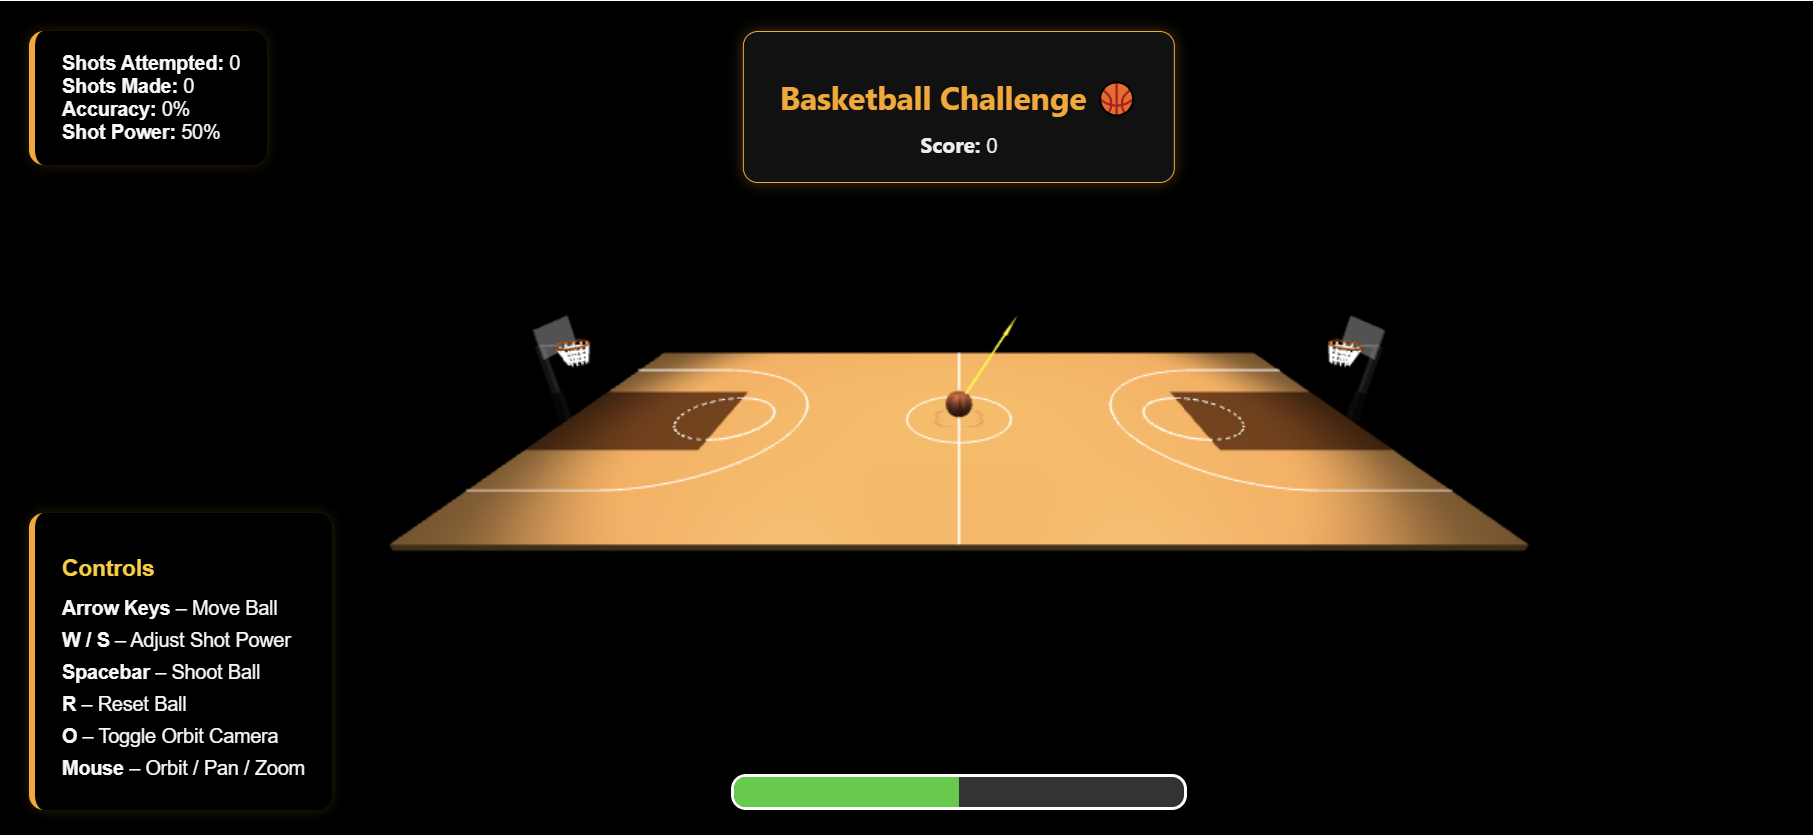 Shots Attempted: 0
Shots Made: 0
Accuracy: 0%
Shot Power: 50%
Basketball Challenge 🏀
Score: 0
Controls
Arrow Keys – Move Ball
W / S – Adjust Shot Power
Spacebar – Shoot Ball
R – Reset Ball
O – Toggle Orbit Camera
Mouse – Orbit / Pan / Zoom